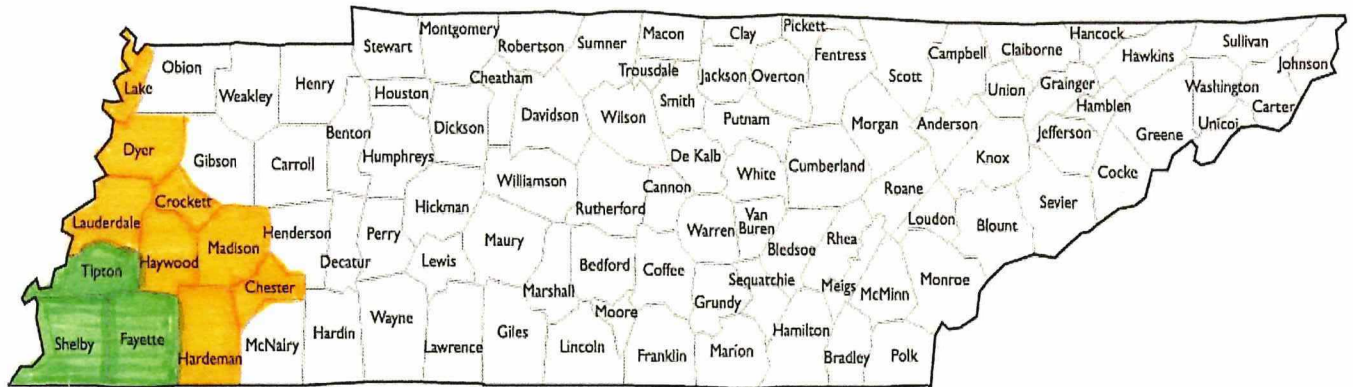 Stewart
Montgomery
Robertson
Sumner
Macon
Clay
Pickett
Fentress
Scott
Campbell
Claiborne
Hancock
Hawkins
Sullivan
Johnson
Lake
Obion
Weakley
Henry
Houston
Cheatham
Trousdale
Jackson
Overton
Union
Grainger
Washington
Carter
Hamblen
Unicoi
Smith
Putnam
Morgan
Anderson
Jefferson
Greene
Benton
Dickson
Davidson
Wilson
Dyer
Gibson
Carroll
Humphreys
De Kalb
White
Cumberland
Knox
Cocke
Roane
Crockett
Williamson
Cannon
Rutherford
Sevier
Lauderdale
Hickman
Van
Buren
Warren
Loudon
Blount
Henderson
Perry
Maury
Rhea
Madison
Haywood
Decatur
Lewis
Bedford
Coffee
Bledsoe
Tipton
Chester
Marshall
Sequatchie
Meigs
McMinn
Monroe
Grundy
Moore
Shelby
Fayette
Hardeman
McNalry
Hardin
Wayne
Lawrence
Giles
Lincoln
Franklin
Marion
Hamilton
Bradley
Polk